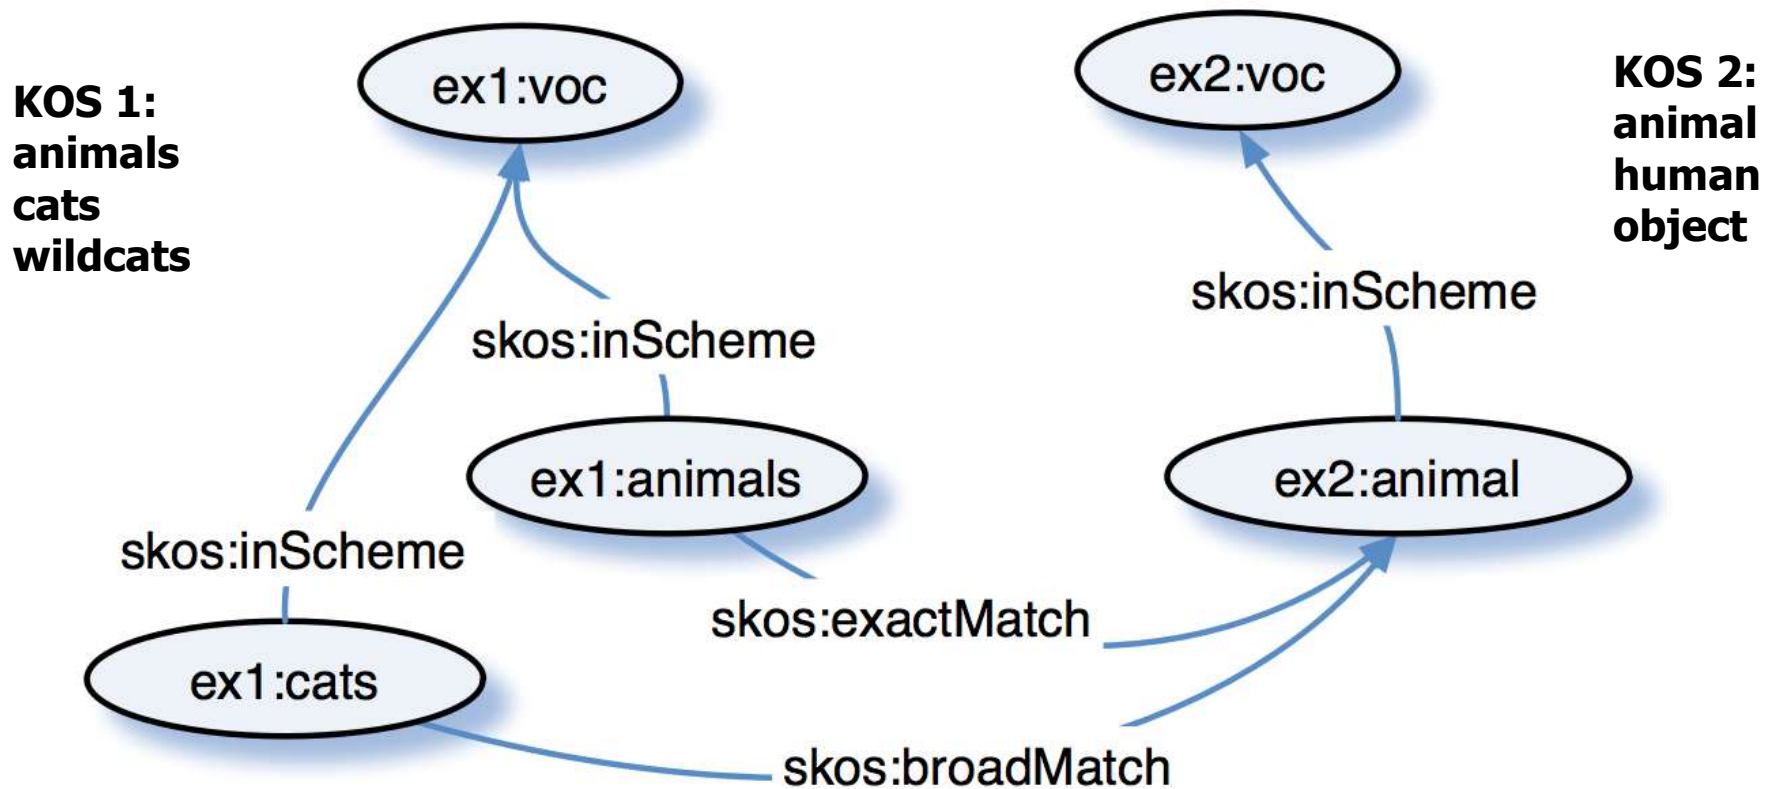 KOS 1:
animals
cats
wildcats
ex1:voc
ex2:voc
KOS 2:
animal
human
object
skos:inScheme
skos:inScheme
ex1:animals
ex2:animal
skos:inScheme
skos:exactMatch
ex1:cats
skos:broadMatch